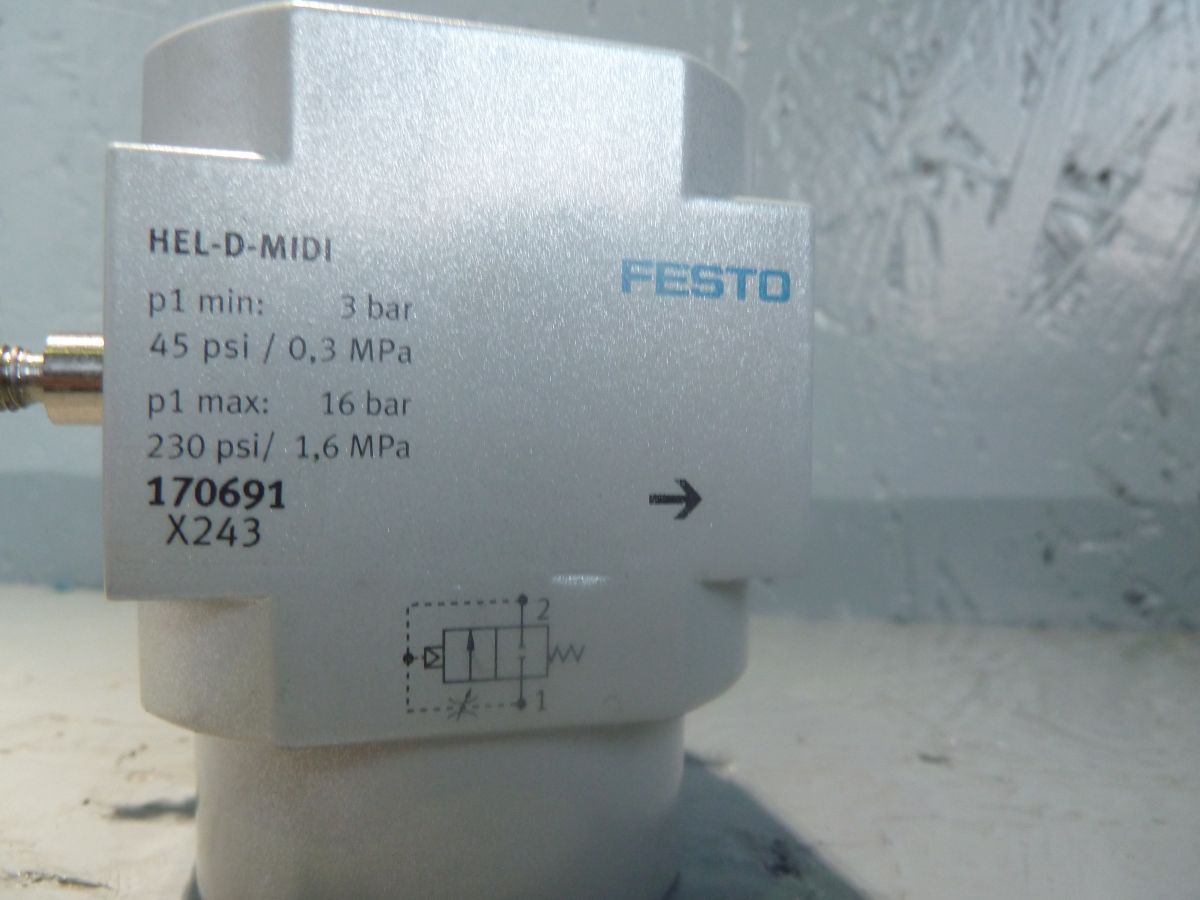 HEL-D-MIDI
FESTO
p1 min: 3 bar
45 psi / 0,3 MPa
p1 max: 16 bar
230 psi/ 1,6 MPa
170691
X243
2
1